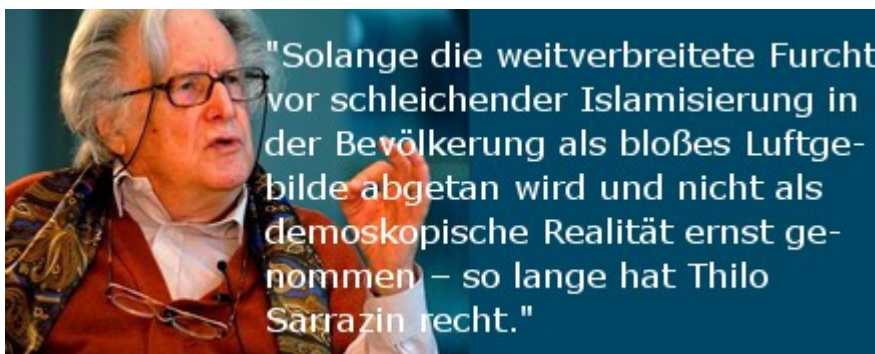 "Solange die weitverbreitete Furcht
vor schleichender Islamisierung in
der Bevölkerung als bloßes Luftge-
bilde abgetan wird und nicht als
demoskopische Realität ernst ge-
nommen – so lange hat Thilo
Sarrazin recht."